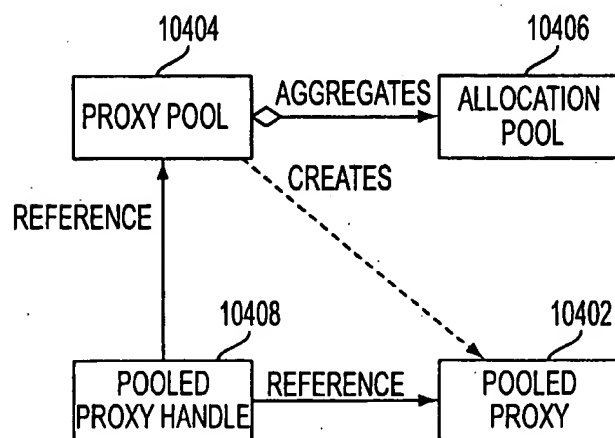 10404
10406
PROXY POOL
AGGREGATES
ALLOCATION
POOL
CREATES
REFERENCE
10408
10402
POOLED
PROXY HANDLE
REFERENCE
POOLED
PROXY